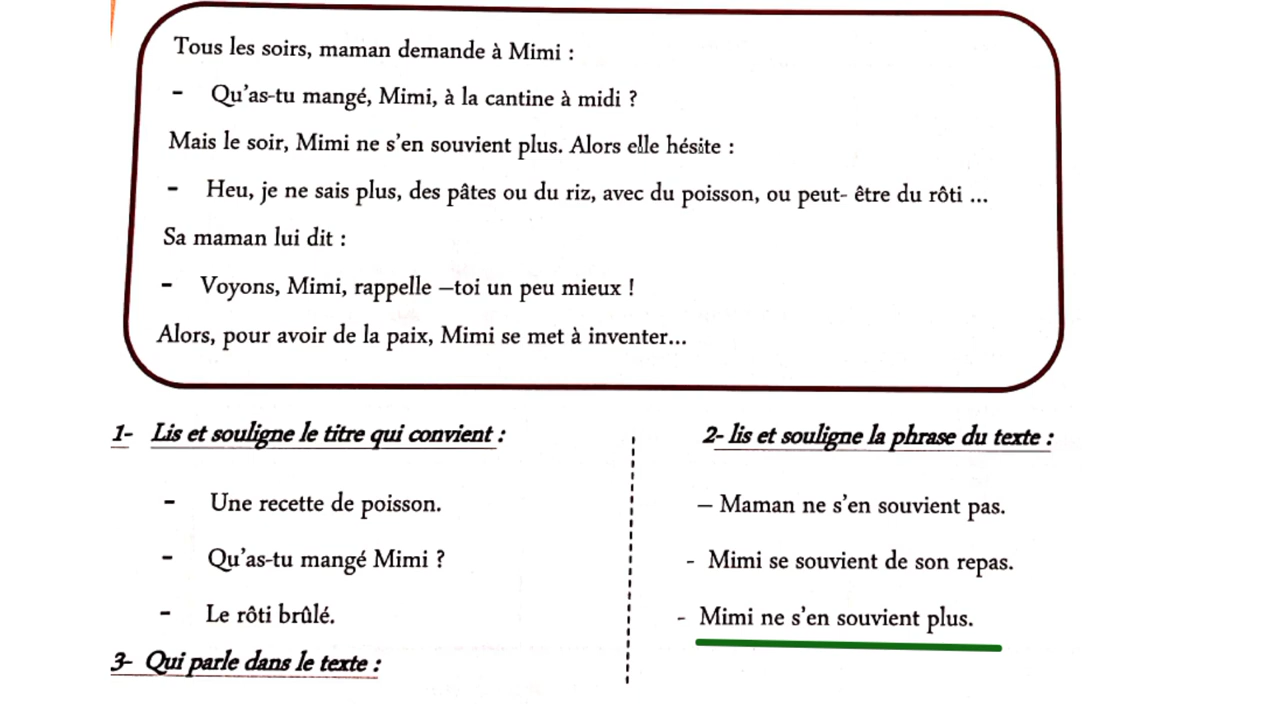 Tous les soirs, maman demande à Mimi :
- Qu'as-tu mangé, Mimi, à la cantine à midi ?
Mais le soir, Mimi ne s'en souvient plus. Alors elle hésite :
- Heu, je ne sais plus, des pâtes ou du riz, avec du poisson, ou peut- être du rôti ...
Sa maman lui dit :
- Voyons, Mimi, rappelle –toi un peu mieux !
Alors, pour avoir de la paix, Mimi se met à inventer...
1- Lis et souligne le titre qui convient :
- Une recette de poisson.
- Qu'as-tu mangé Mimi ?
- Le rôti brûlé.
2- lis et souligne la phrase du texte :
– Maman ne s'en souvient pas.
- Mimi se souvient de son repas.
- Mimi ne s'en souvient plus.
3- Qui parle dans le texte :